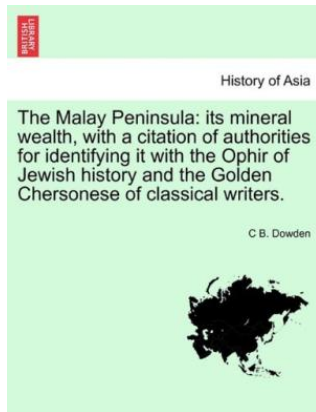 BRITISH
LIBRARY
History of Asia
The Malay Peninsula: its mineral
wealth, with a citation of authorities
for identifying it with the Ophir of
Jewish history and the Golden
Chersonese of classical writers.
C B. Dowden